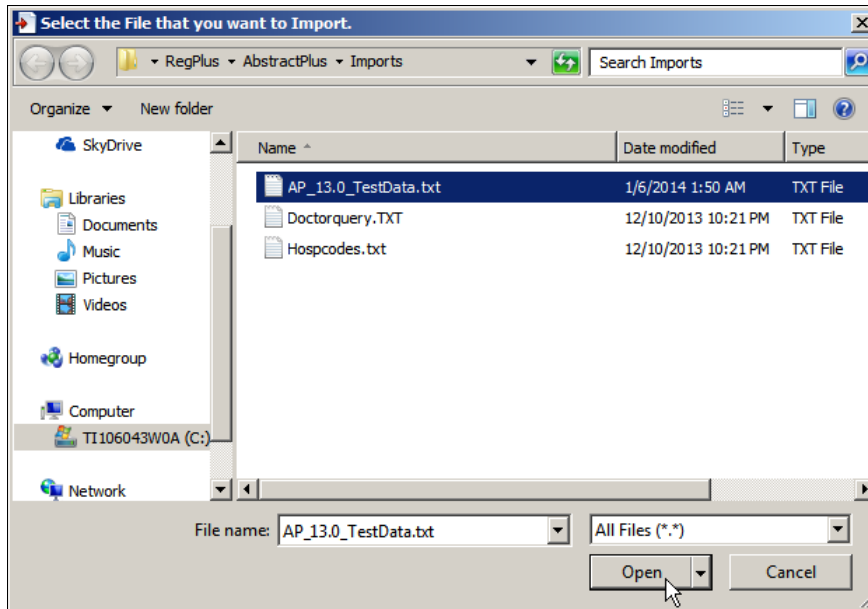 Select the File that you want to Import.
RegPlus AbstractPlus Imports
Search Imports
Organize New folder
SkyDrive
Libraries
Documents
Music
Pictures
Videos
Homegroup
Computer
TI106043W0A (C:)
Network
Name Date modified Type
AP_13.0_TestData.txt 1/6/2014 1:50 AM TXT File
Doctorquery.TXT 12/10/2013 10:21 PM TXT File
Hospcodes.txt 12/10/2013 10:21 PM TXT File
File name: AP_13.0_TestData.txt All Files (*.*)
Open Cancel